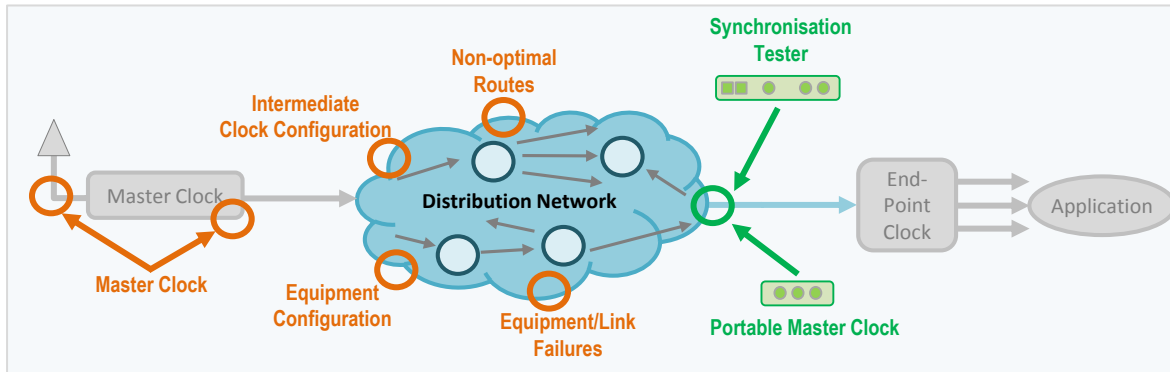 Synchronisation
Tester
Non-optimal
Routes
Intermediate
Clock Configuration
Master Clock
Distribution Network
End-
Point
Clock
Application
Master Clock
Equipment
Configuration
Equipment/Link
Failures
Portable Master Clock